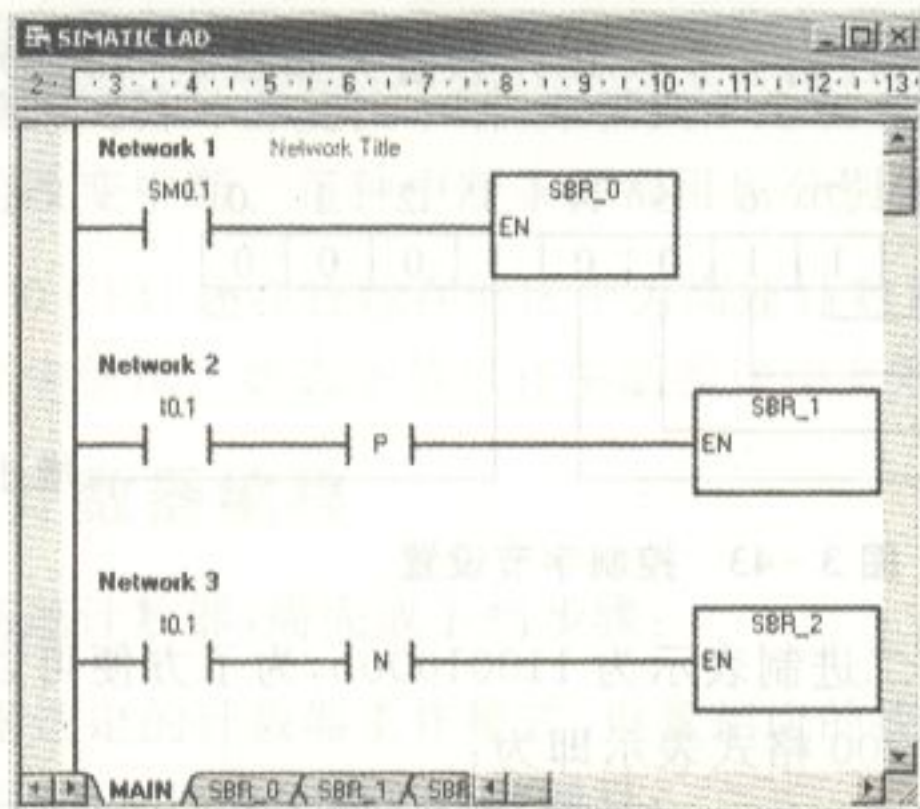 SIMATIC LAD
2 · 3 · 4 · 5 · 6 · 7 · 8 · 9 · 10 · 11 · 12 · 13
Network 1 Network Title
SM0.1
SBR_0
EN
Network 2
I0.1
P
SBR_1
EN
Network 3
I0.1
N
SBR_2
EN
MAIN SBR_0 SBR_1 SBR